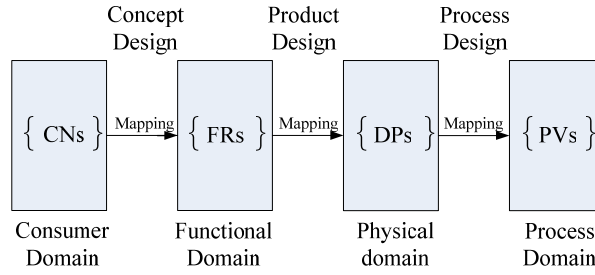 Concept
Design
Product
Design
Process
Design
{ CNs }
Mapping
{ FRs }
Mapping
{ DPs }
Mapping
{ PVs }
Consumer
Domain
Functional
Domain
Physical
domain
Process
Domain